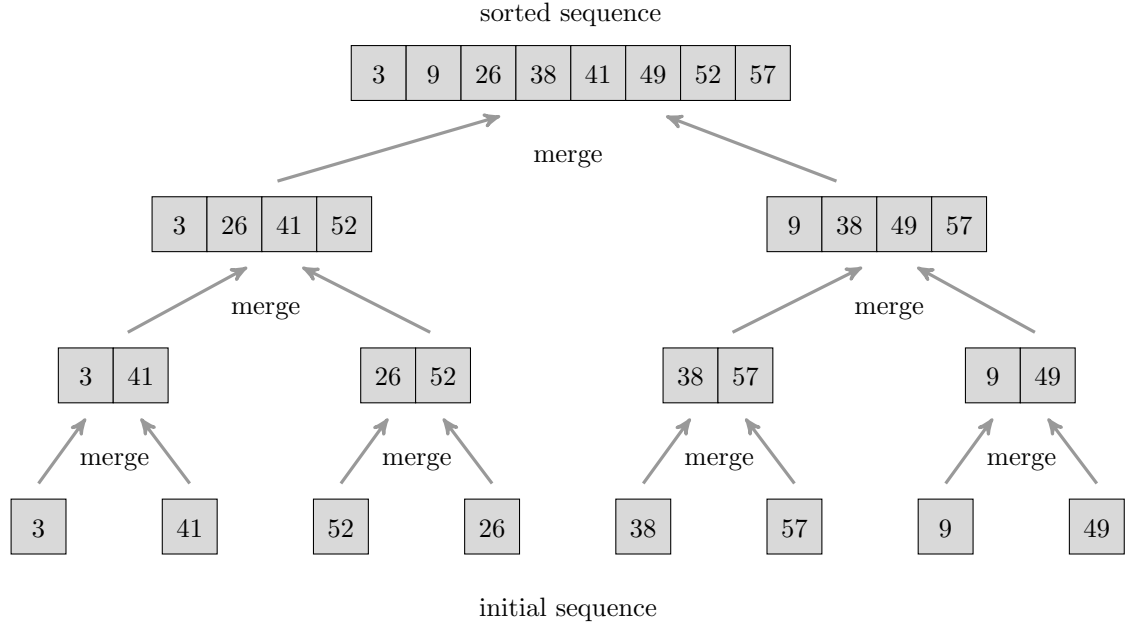 sorted sequence
3 9 26 38 41 49 52 57
merge
3 26 41 52 9 38 49 57
merge merge
3 41 26 52 38 57 9 49
merge merge merge merge
3 41 52 26 38 57 9 49
initial sequence